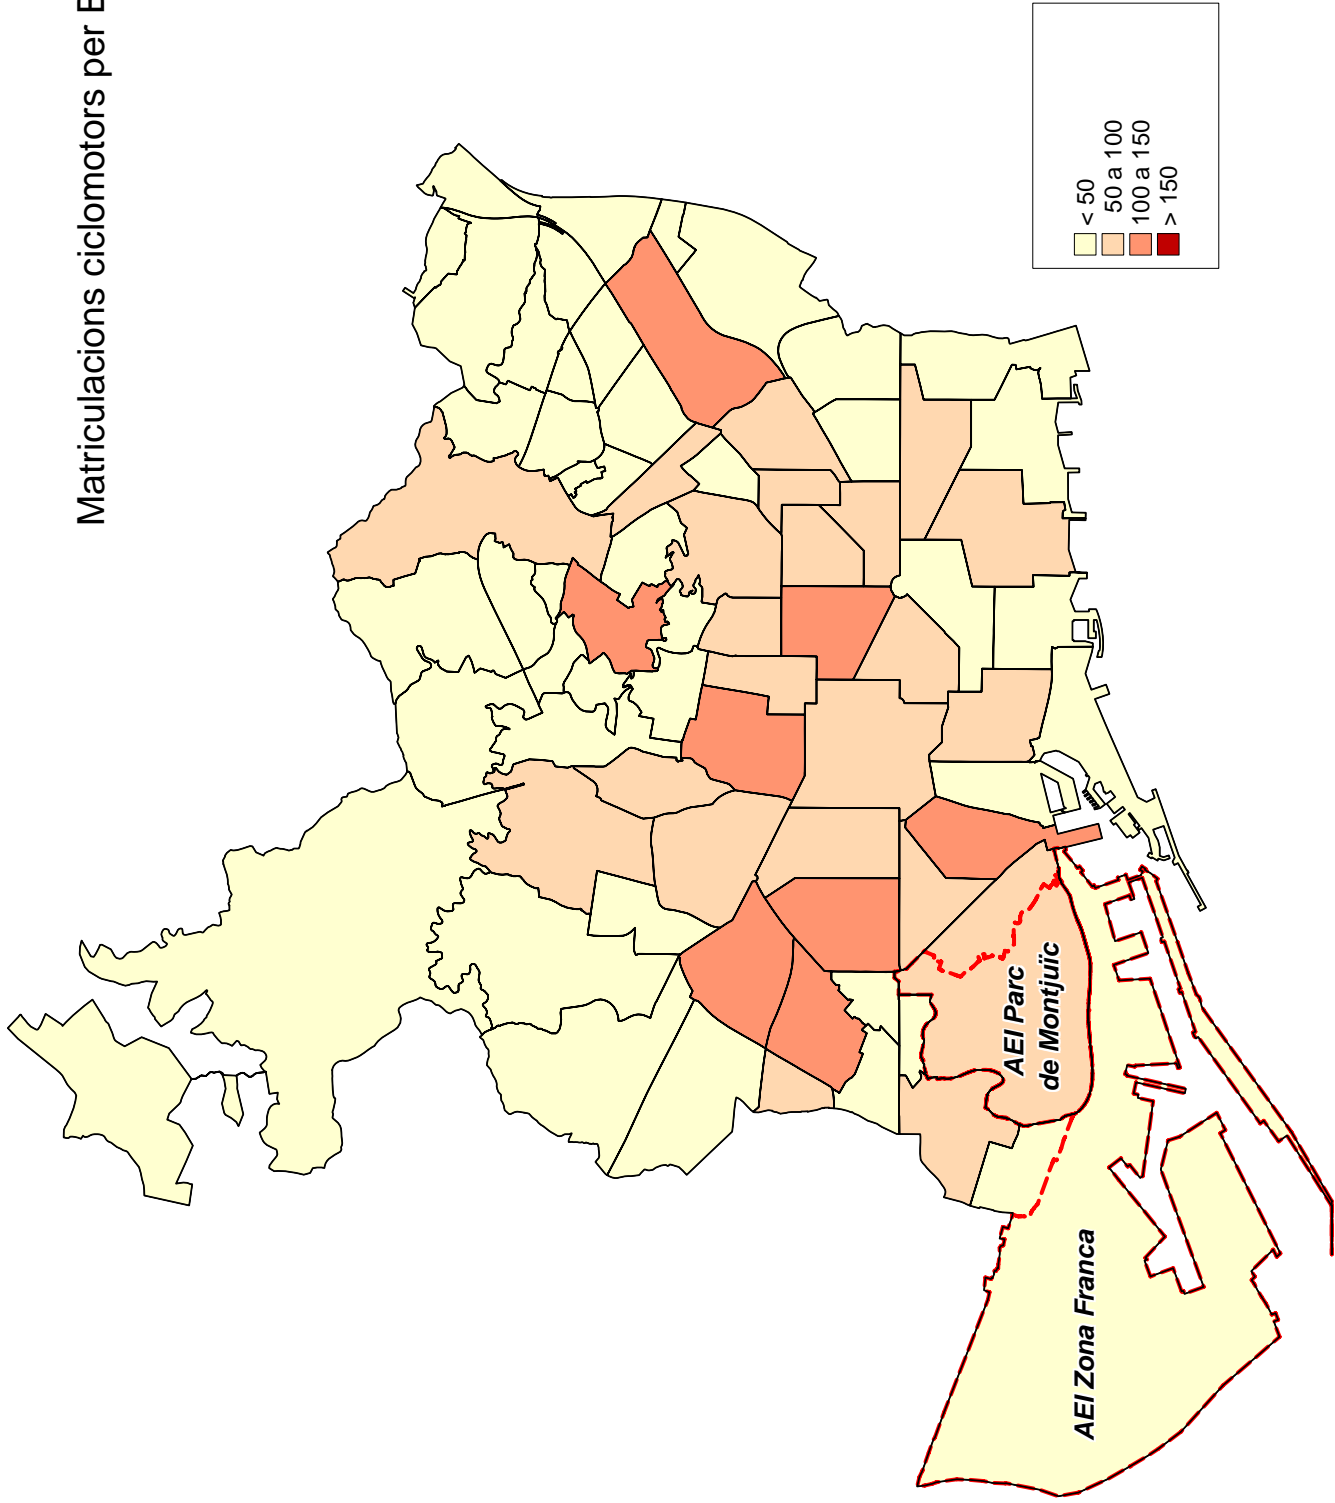 Matriculacions ciclomotors per
< 50
50 a 100
100 a 150
> 150
AEI Parc
de Montjuïc
AEI Zona Franca